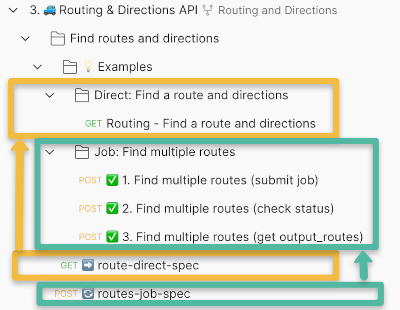 3. 🚙 Routing & Directions API Routing and Directions
Find routes and directions
💡 Examples
Direct: Find a route and directions
GET Routing - Find a route and directions
Job: Find multiple routes
POST ✅ 1. Find multiple routes (submit job)
POST ✅ 2. Find multiple routes (check status)
POST ✅ 3. Find multiple routes (get output_routes)
GET ➡️ route-direct-spec
POST 🔄 routes-job-spec